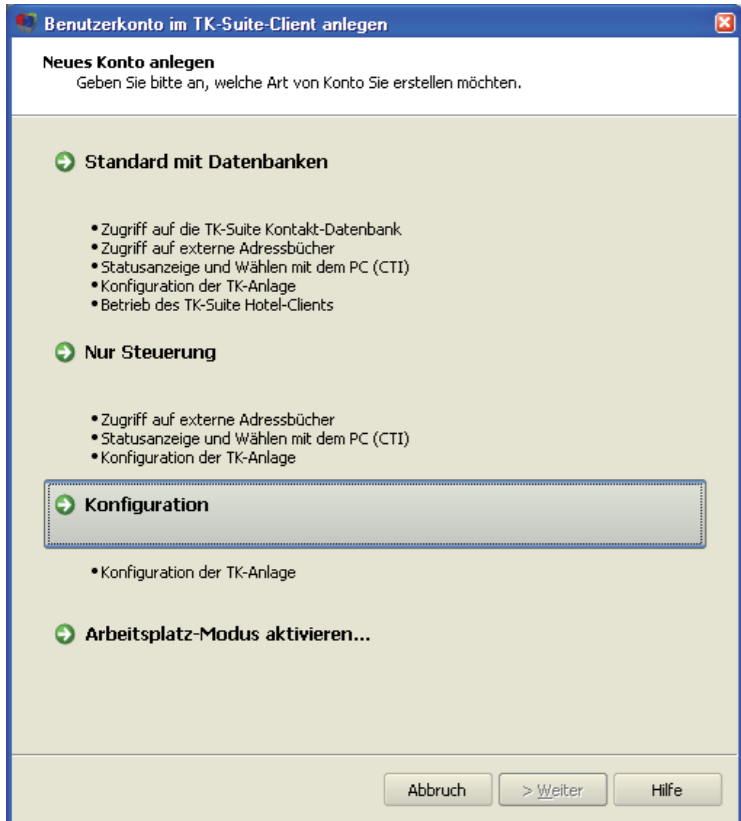 Benutzerkonto im TK-Suite-Client anlegen
Neues Konto anlegen
Geben Sie bitte an, welche Art von Konto Sie erstellen möchten.
Standard mit Datenbanken
• Zugriff auf die TK-Suite Kontakt-Datenbank
• Zugriff auf externe Adressbücher
• Statusanzeige und Wählen mit dem PC (CTI)
• Konfiguration der TK-Anlage
• Betrieb des TK-Suite Hotel-Clients
Nur Steuerung
• Zugriff auf externe Adressbücher
• Statusanzeige und Wählen mit dem PC (CTI)
• Konfiguration der TK-Anlage
Konfiguration
• Konfiguration der TK-Anlage
Arbeitsplatz-Modus aktivieren...
Abbruch > Weiter Hilfe